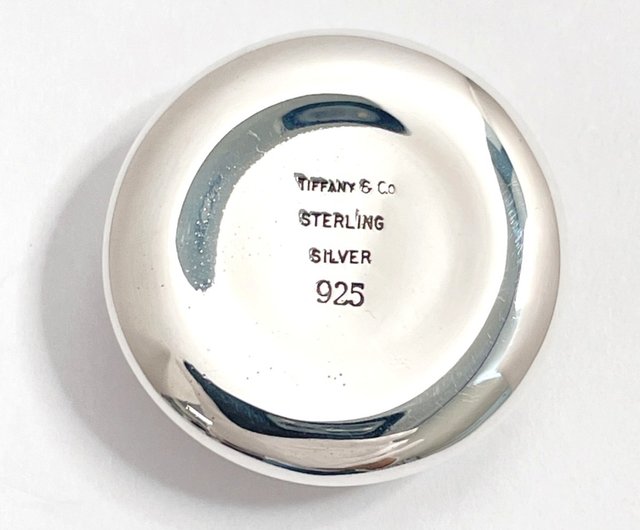 TIFFANY & Co
STERLING
SILVER
925